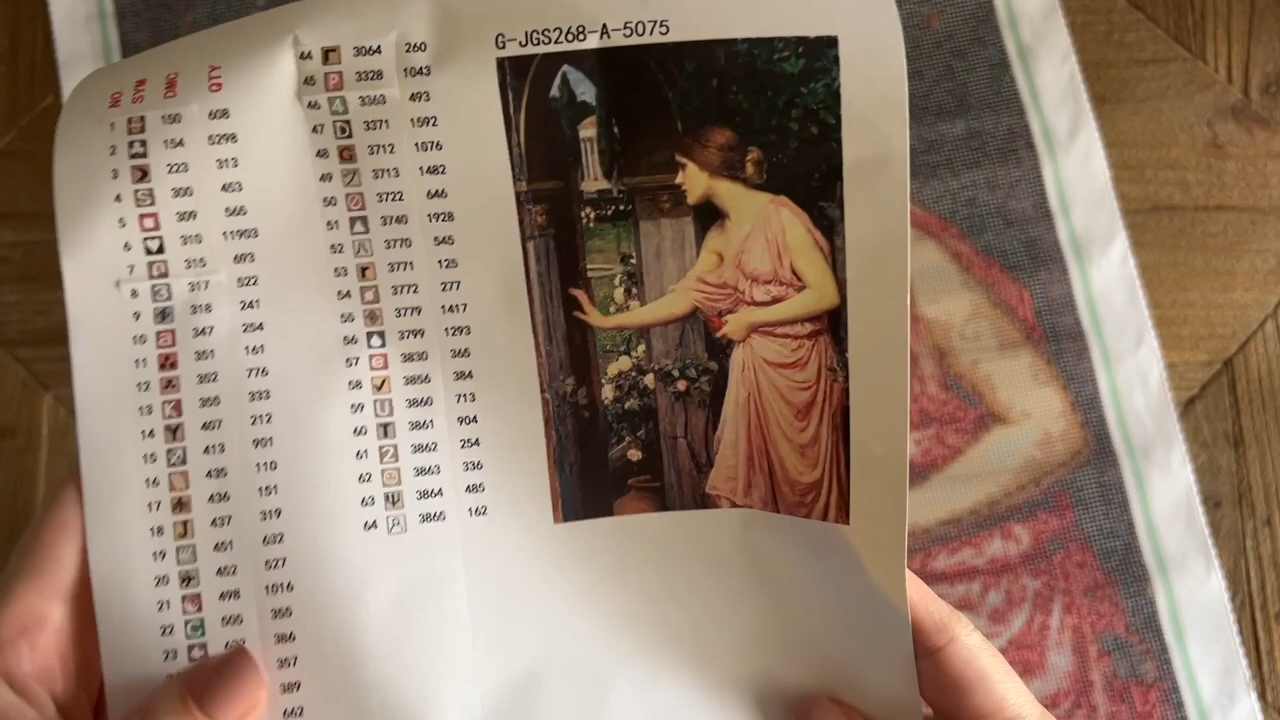 G-JGS268-A-5075
NO. SYM DMC QTY
1 150 608
2 154 5298
3 223 313
4 S 300 453
5 309 565
6 310 11903
7 315 693
8 3 317 522
9 318 241
10 a 347 254
11 351 161
12 352 776
13 K 355 333
14 Y 407 212
15 413 901
16 435 110
17 436 151
18 J 437 319
19 451 632
20 452 527
21 498 1016
22 C 505 355
23 386
357
389
662
44 r 3064 260
45 P 3328 1043
46 4 3363 493
47 D 3371 1592
48 G 3712 1076
49 3713 1482
50 3722 646
51 3740 1928
52 3770 545
53 r 3771 125
54 3772 277
55 3779 1417
56 3799 1293
57 e 3830 365
58 3856 384
59 U 3860 713
60 T 3861 904
61 2 3862 254
62 3863 336
63 Ψ 3864 485
64 3865 162